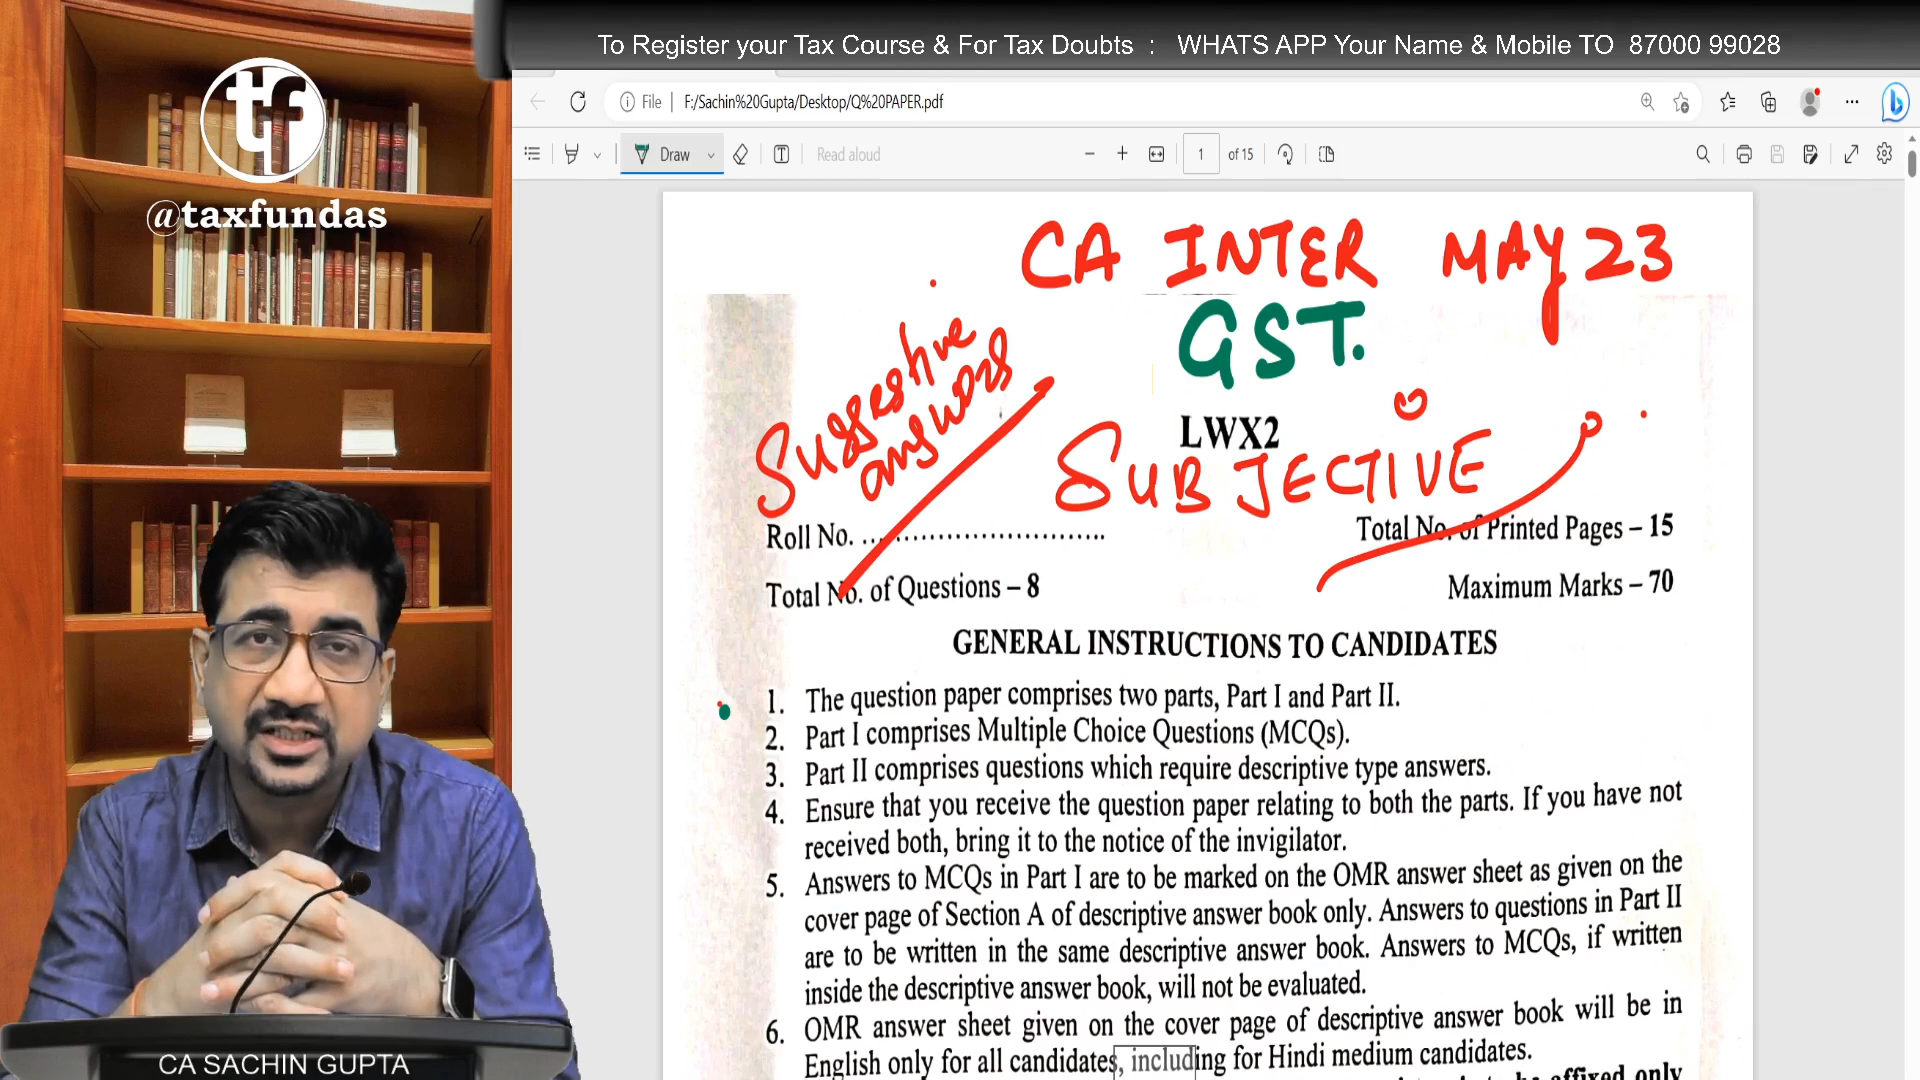 To Register your Tax Course & For Tax Doubts : WHATS APP Your Name & Mobile TO 87000 99028
tf
@taxfundas
File F:/Sachin%20Gupta/Desktop/Q%20PAPER.pdf
Draw
Read aloud
1 of 15
CA INTER MAY 23
GST.
Suggestive
answers
LWX2
SUBJECTIVE
Roll No. ................................
Total No. of Printed Pages – 15
Total No. of Questions – 8
Maximum Marks – 70
GENERAL INSTRUCTIONS TO CANDIDATES
1. The question paper comprises two parts, Part I and Part II.
2. Part I comprises Multiple Choice Questions (MCQs).
3. Part II comprises questions which require descriptive type answers.
4. Ensure that you receive the question paper relating to both the parts. If you have not
received both, bring it to the notice of the invigilator.
5. Answers to MCQs in Part I are to be marked on the OMR answer sheet as given on the
cover page of Section A of descriptive answer book only. Answers to questions in Part II
are to be written in the same descriptive answer book. Answers to MCQs, if written
inside the descriptive answer book, will not be evaluated.
6. OMR answer sheet given on the cover page of descriptive answer book will be in
English only for all candidates, including for Hindi medium candidates.
affixed only
CA SACHIN GUPTA